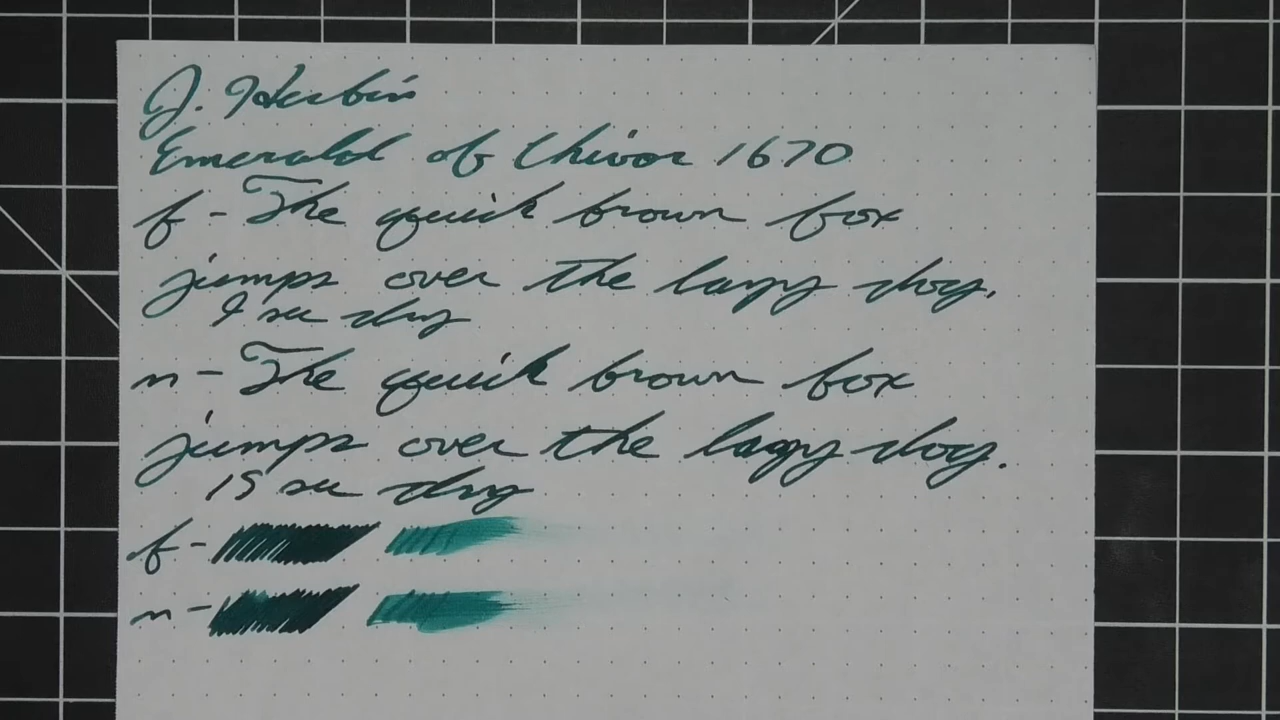 J. Herbin
Emerald of Chivor 1670
f - The quick brown fox
jumps over the lazy dog.
9 sec dry
m - The quick brown fox
jumps over the lazy dog.
15 sec dry
f -
m -